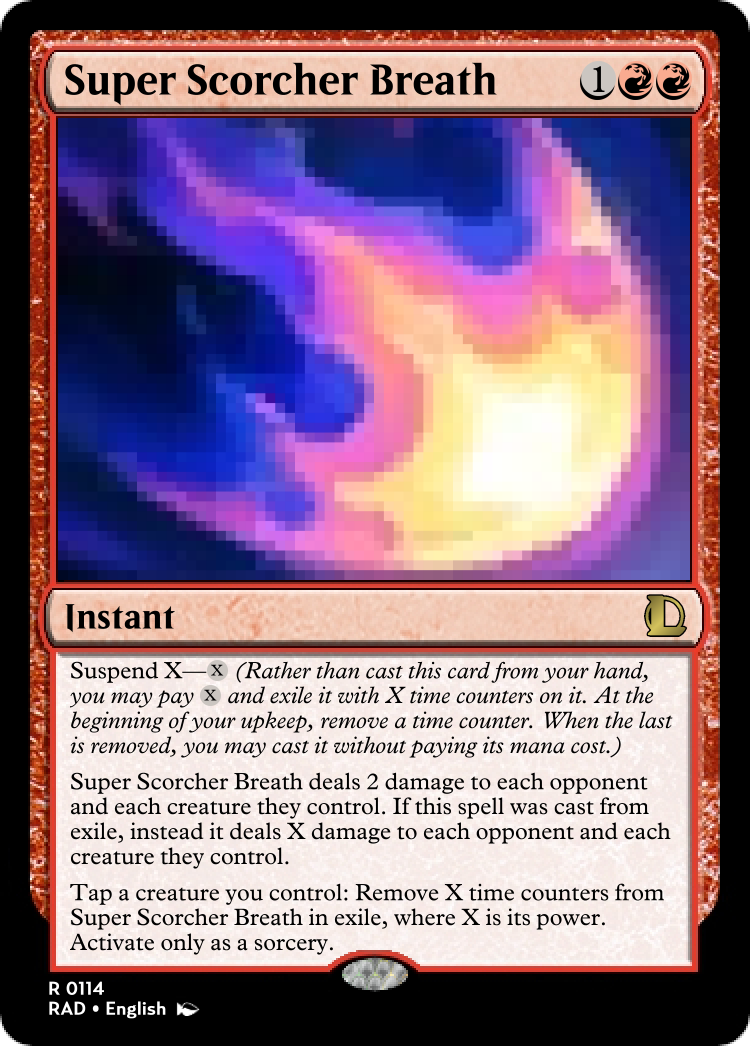 Super Scorcher Breath 1
Instant
Suspend X—X (Rather than cast this card from your hand,
you may pay X and exile it with X time counters on it. At the
beginning of your upkeep, remove a time counter. When the last
is removed, you may cast it without paying its mana cost.)
Super Scorcher Breath deals 2 damage to each opponent
and each creature they control. If this spell was cast from
exile, instead it deals X damage to each opponent and each
creature they control.
Tap a creature you control: Remove X time counters from
Super Scorcher Breath in exile, where X is its power.
Activate only as a sorcery.
R 0114
RAD • English